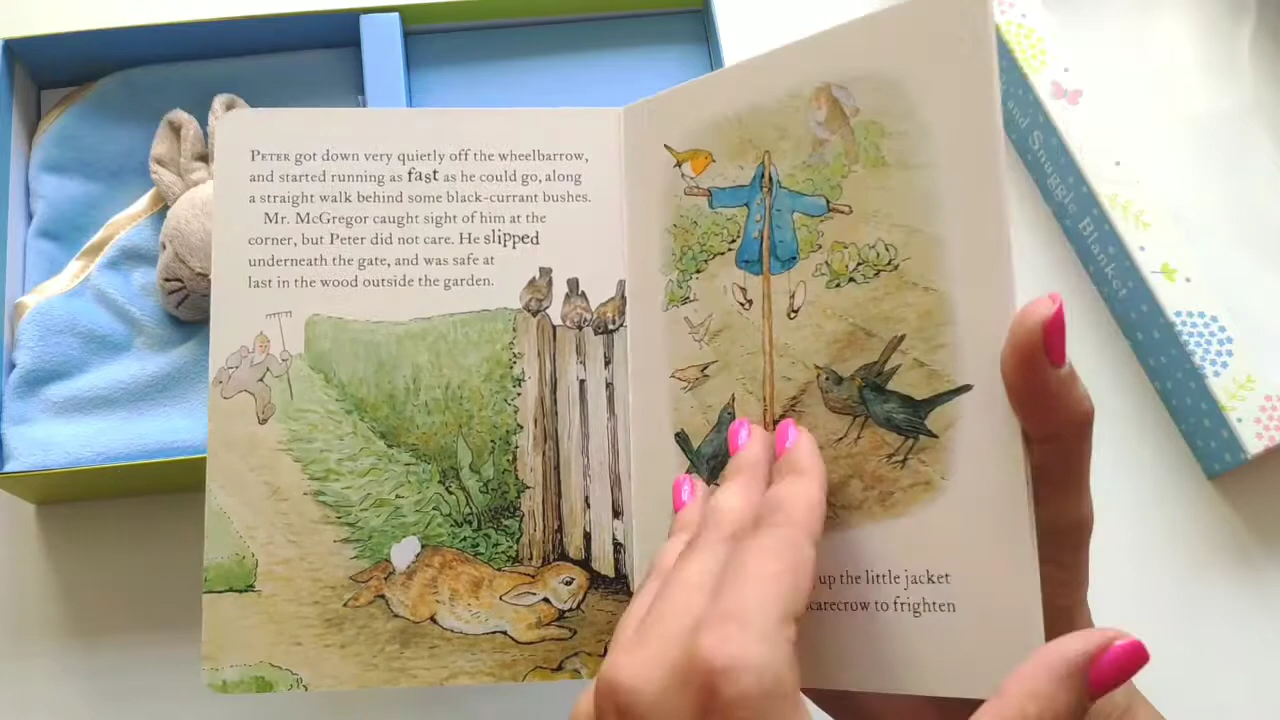 PETER got down very quietly off the wheelbarrow,
and started running as fast as he could go, along
a straight walk behind some black-currant bushes.
Mr. McGregor caught sight of him at the
corner, but Peter did not care. He slipped
underneath the gate, and was safe at
last in the wood outside the garden.
up the little jacket
scarecrow to frighten
and Snuggle Blanket